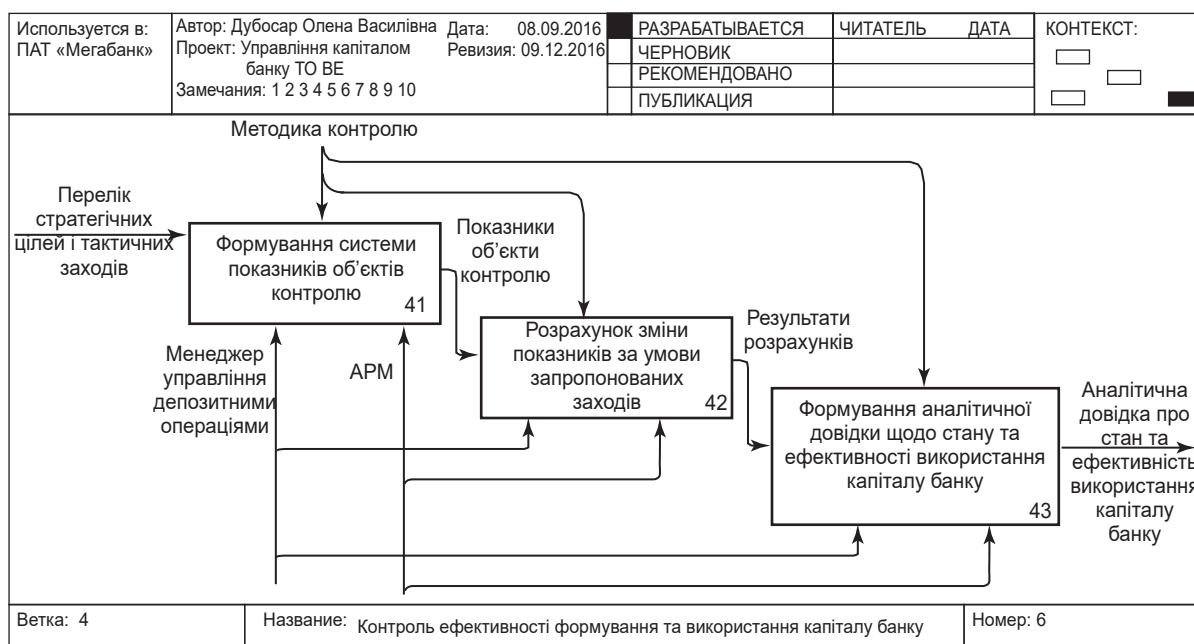 Используется в:
ПАТ «Мегабанк»
Автор: Дубосар Олена Василівна
Проект: Управління капіталом
банку TO BE
Замечания: 1 2 3 4 5 6 7 8 9 10
Дата: 08.09.2016
Ревизия: 09.12.2016
РАЗРАБАТЫВАЕТСЯ
ЧЕРНОВИК
РЕКОМЕНДОВАНО
ПУБЛИКАЦИЯ
ЧИТАТЕЛЬ ДАТА
КОНТЕКСТ:
Методика контролю
Перелік
стратегічних
цілей і тактичних
заходів
Формування системи
показників об’єктів
контролю
41
Показники
об’єкти
контролю
Менеджер
управління
депозитними
операціями
АРМ
Розрахунок зміни
показників за умови
запропонованих
заходів
42
Результати
розрахунків
Формування аналітичної
довідки щодо стану та
ефективності використання
капіталу банку
43
Аналітична
довідка про
стан та
ефективність
використання
капіталу
банку
Ветка: 4
Название: Контроль ефективності формування та використання капіталу банку
Номер: 6